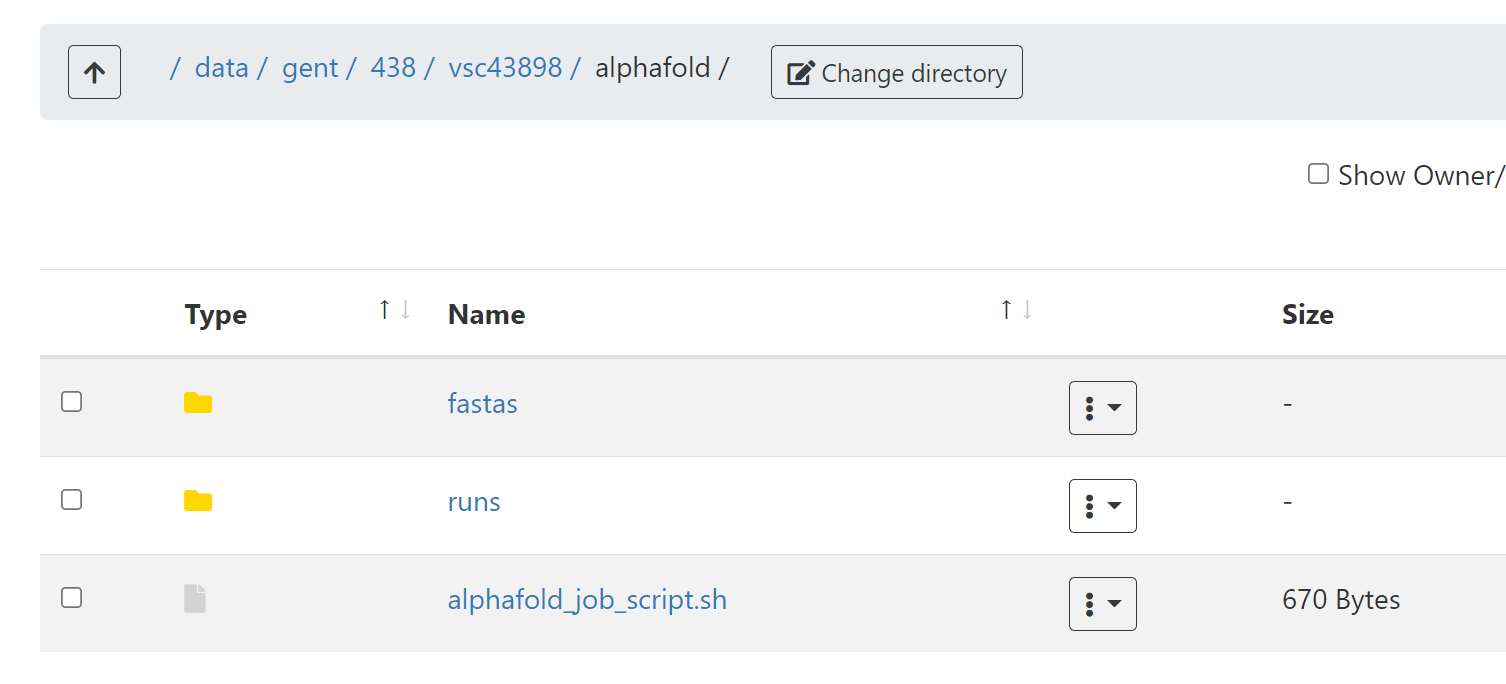 / data / gent / 438 / vsc43898 / alphafold / Change directory
Show Owner/
Type Name Size
fastas -
runs -
alphafold_job_script.sh 670 Bytes